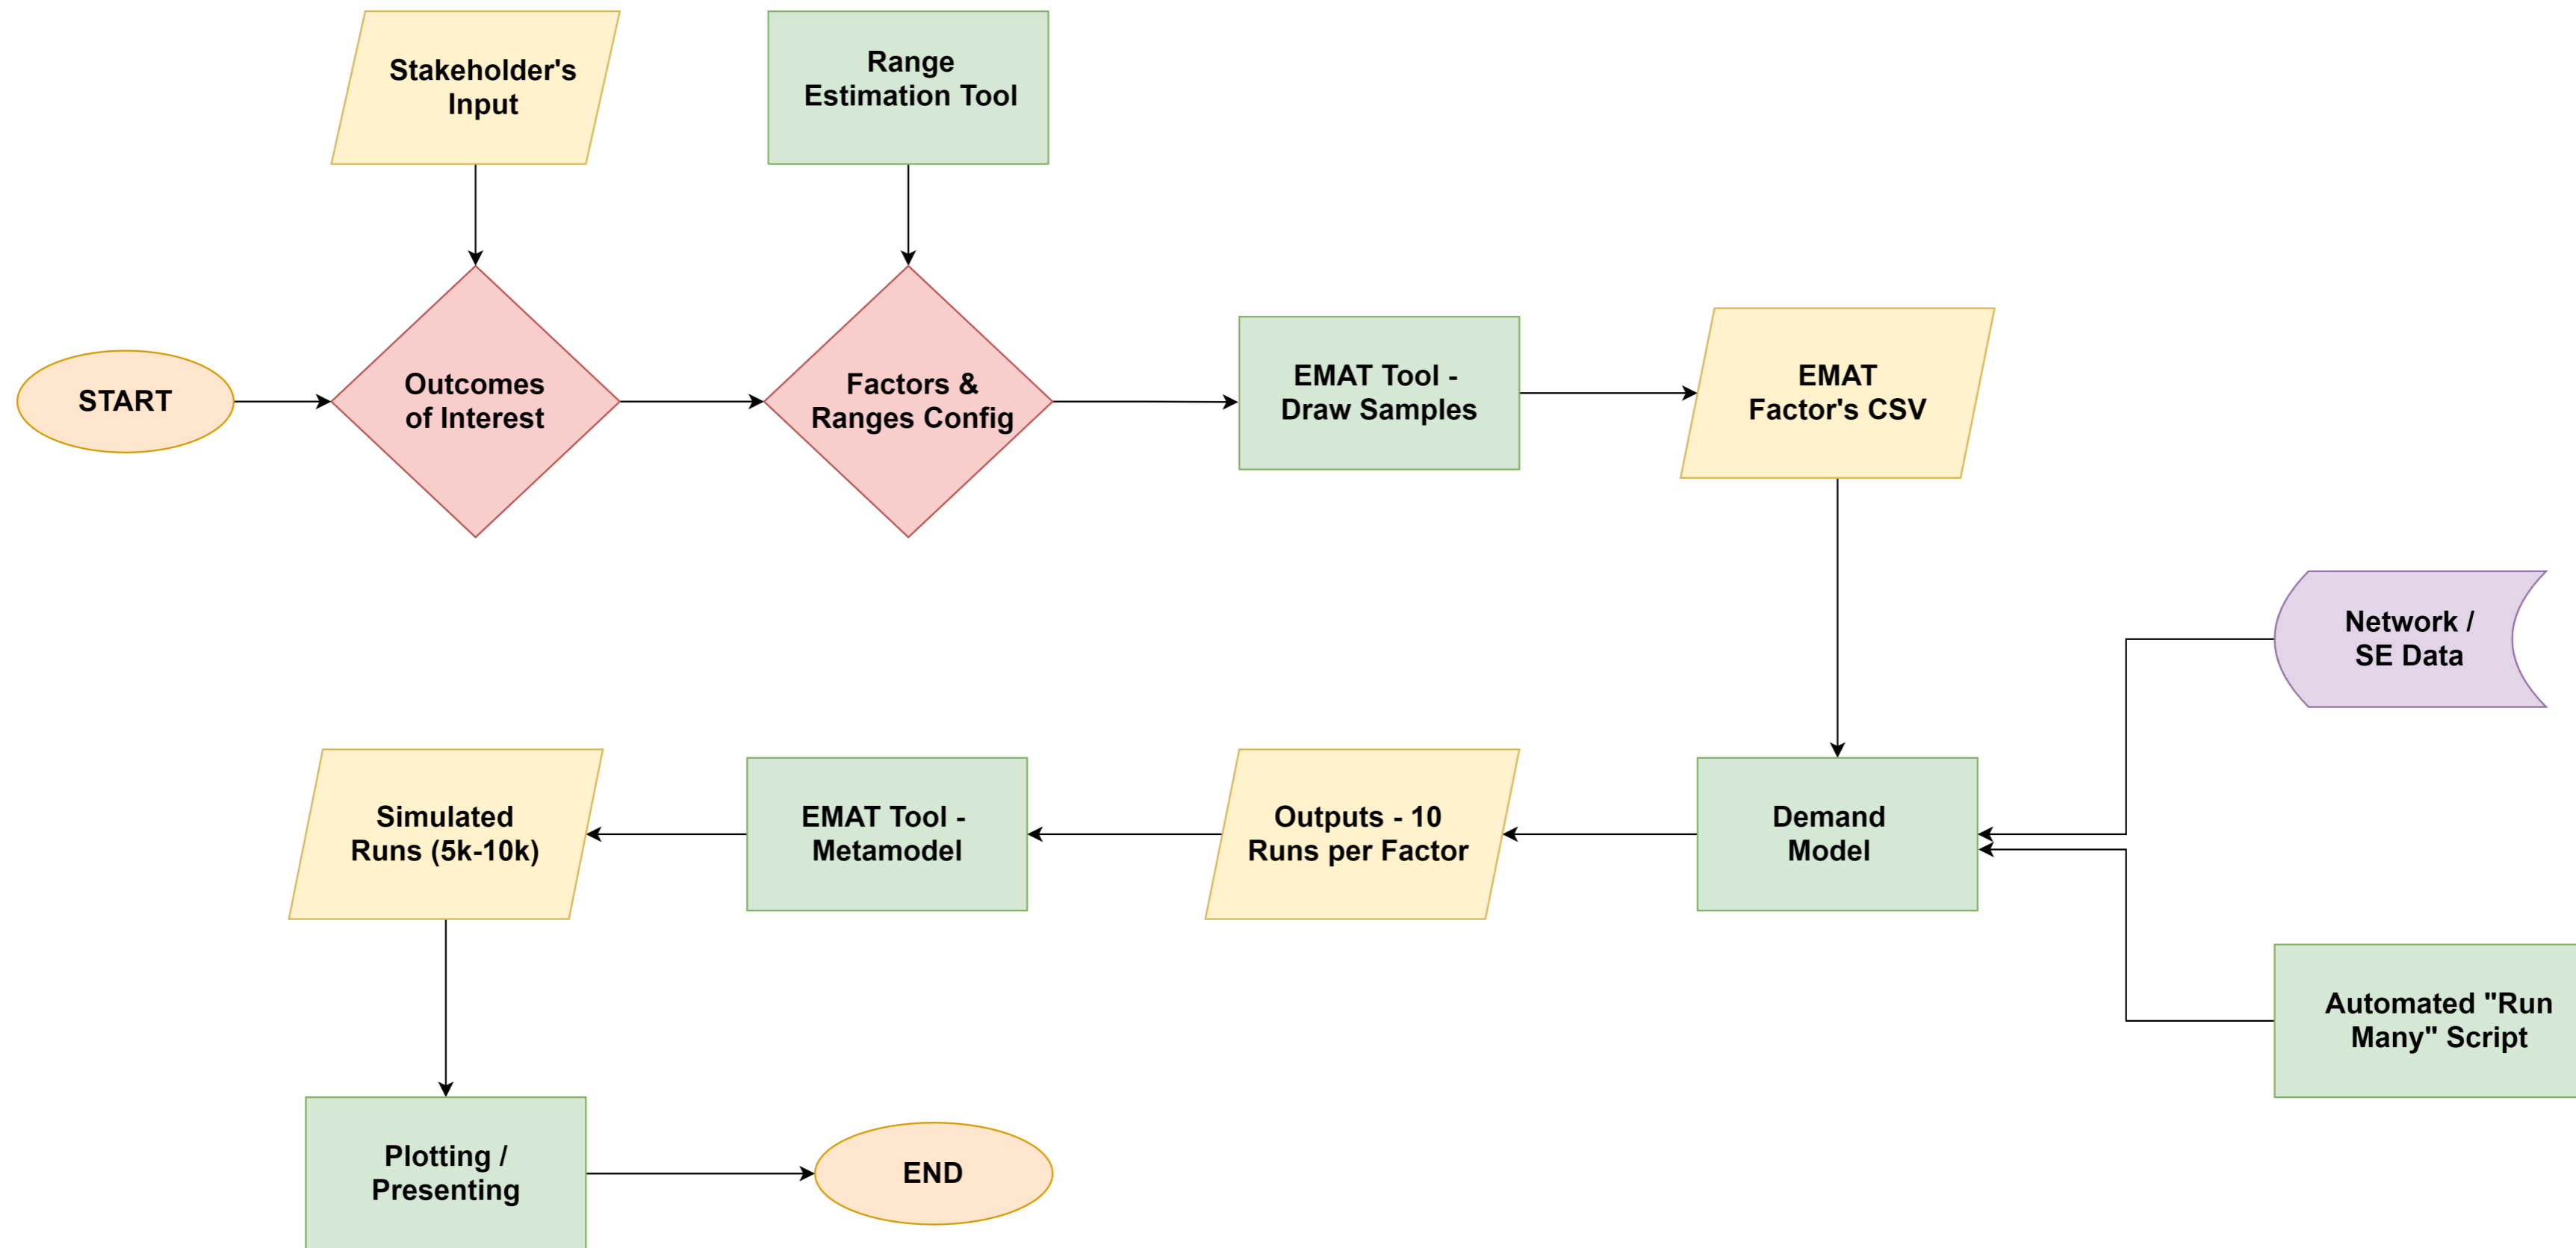 Stakeholder's
Input
Range
Estimation Tool
START
Outcomes
of Interest
Factors &
Ranges Config
EMAT Tool -
Draw Samples
EMAT
Factor's CSV
Network /
SE Data
Simulated
Runs (5k-10k)
EMAT Tool -
Metamodel
Outputs - 10
Runs per Factor
Demand
Model
Automated "Run
Many" Script
Plotting /
Presenting
END